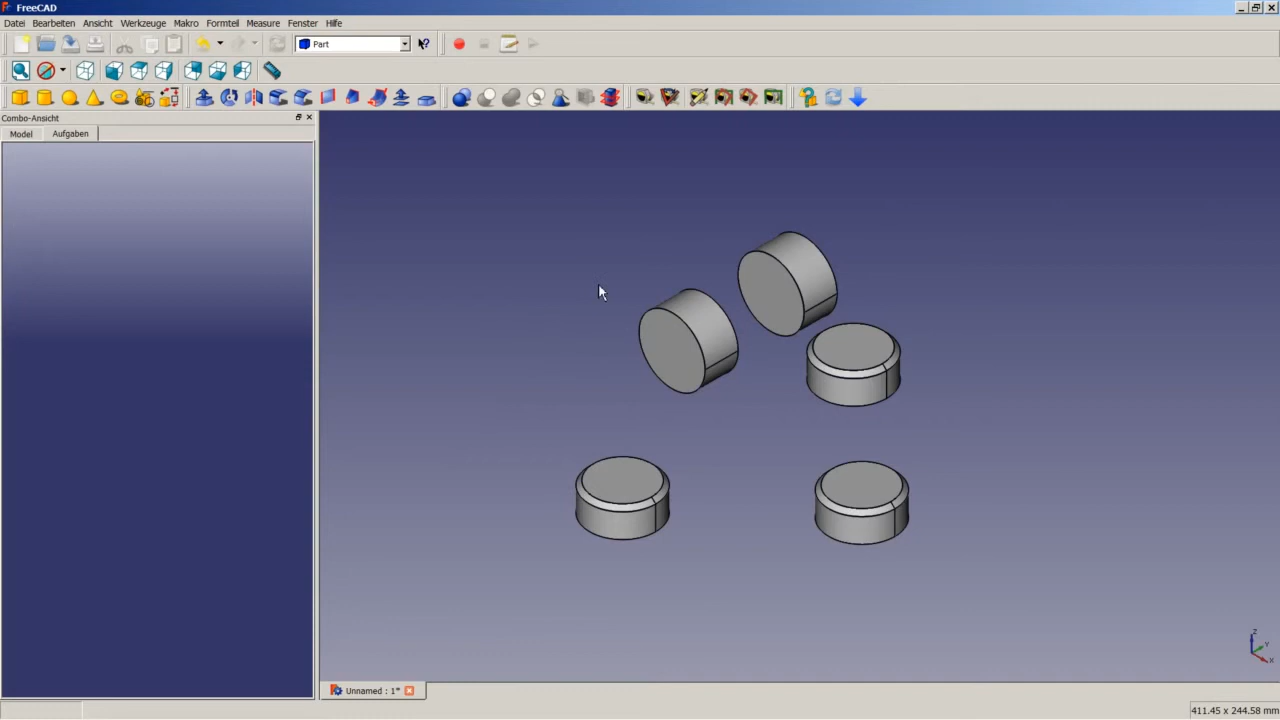 FreeCAD
Datei Bearbeiten Ansicht Werkzeuge Makro Formteil Measure Fenster Hilfe
Part
Combo-Ansicht
Model Aufgaben
Z
Y
X
Unnamed : 1*
411.45 x 244.58 mm